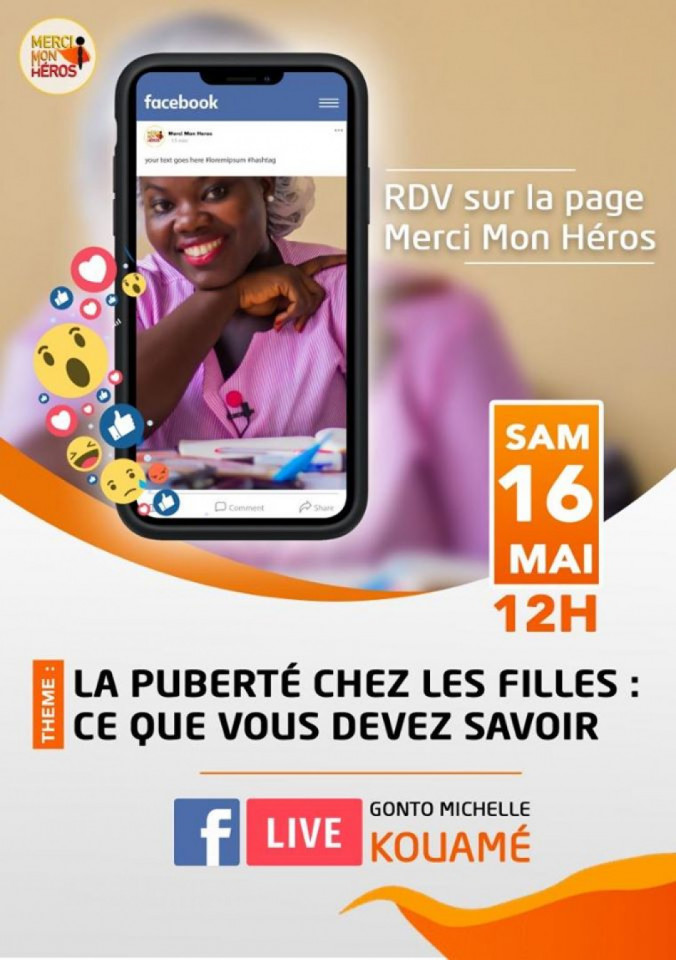 MERCI
MON
HÉROS
facebook
Merci Mon Heros
your text goes here #loremipsum #hashtag
Comment
Share
RDV sur la page
Merci Mon Héros
SAM
16
MAI
12H
THEME :
LA PUBERTÉ CHEZ LES FILLES :
CE QUE VOUS DEVEZ SAVOIR
f
LIVE
GONTO MICHELLE
KOUAMÉ